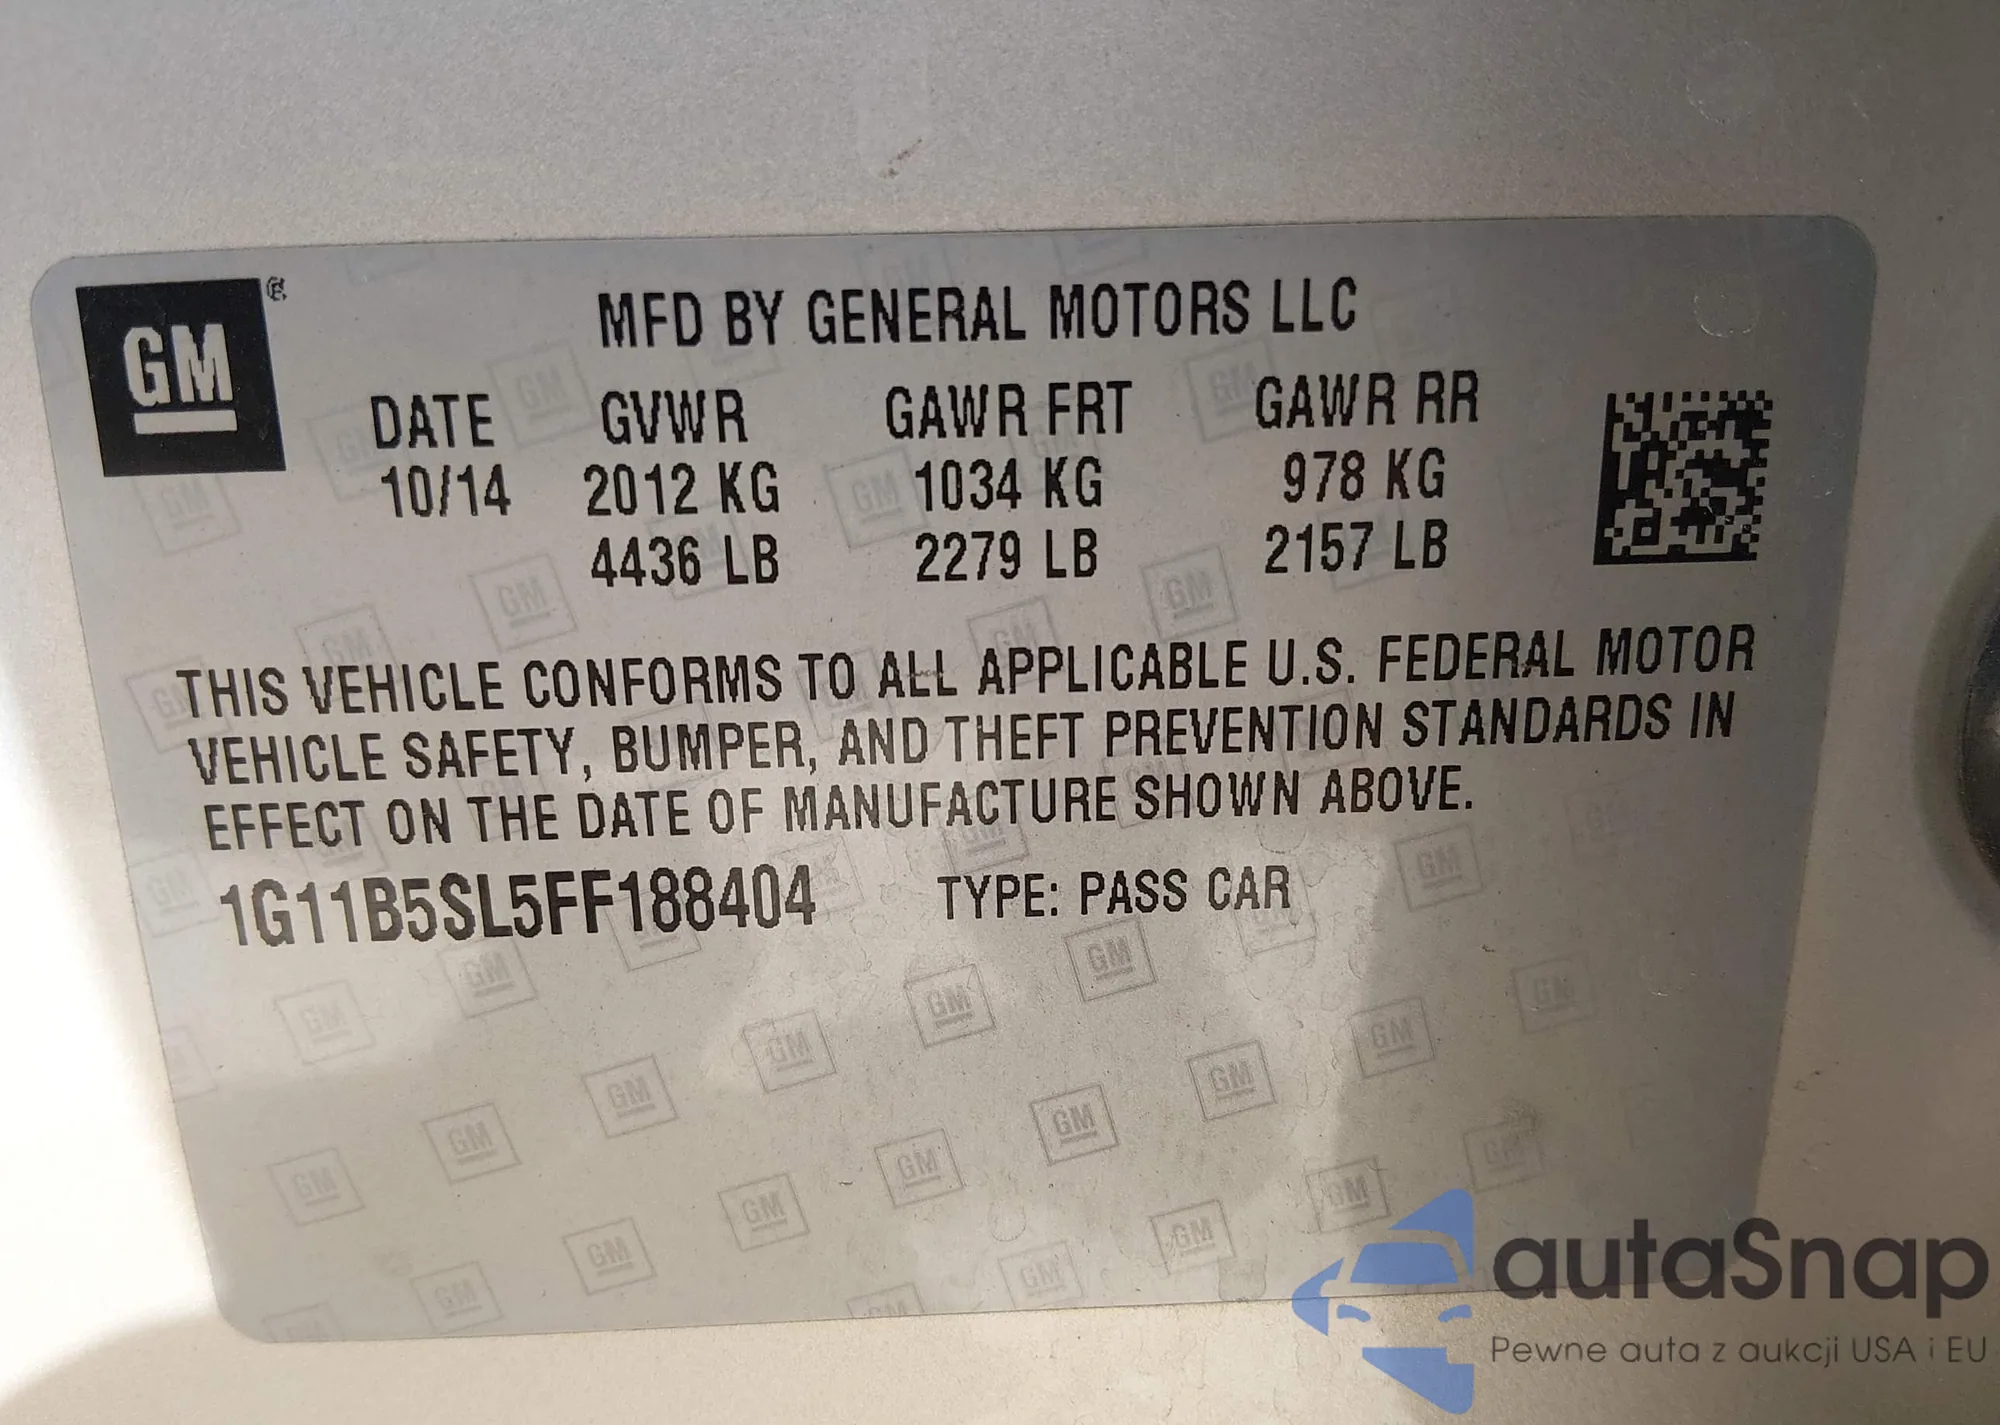 GM®
MFD BY GENERAL MOTORS LLC
DATE GVWR GAWR FRT GAWR RR
10/14 2012 KG 1034 KG 978 KG
4436 LB 2279 LB 2157 LB
THIS VEHICLE CONFORMS TO ALL APPLICABLE U.S. FEDERAL MOTOR
VEHICLE SAFETY, BUMPER, AND THEFT PREVENTION STANDARDS IN
EFFECT ON THE DATE OF MANUFACTURE SHOWN ABOVE.
1G11B5SL5FF188404 TYPE: PASS CAR
autaSnap
Pewne auta z aukcji USA i EU